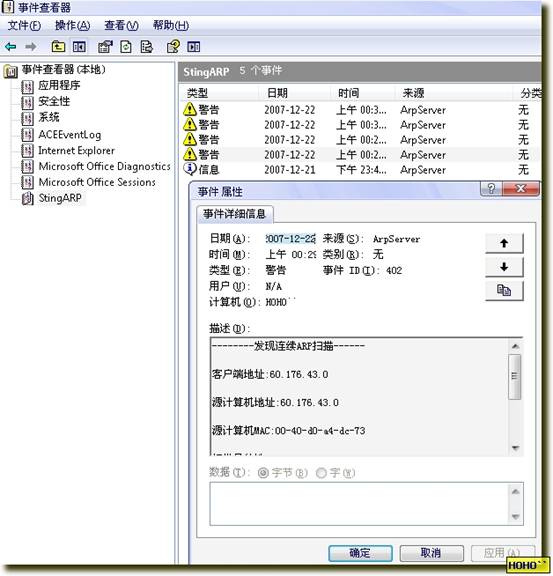 事件查看器
文件(F) 操作(A) 查看(V) 帮助(H)
事件查看器(本地)
应用程序
安全性
系统
ACEEventLog
Internet Explorer
Microsoft Office Diagnostics
Microsoft Office Sessions
StingARP
StingARP 5 个事件
类型 日期 时间 来源 分类
警告 2007-12-22 上午 00:3... ArpServer 无
警告 2007-12-22 上午 00:3... ArpServer 无
警告 2007-12-22 上午 00:2... ArpServer 无
警告 2007-12-22 上午 00:2... ArpServer 无
信息 2007-12-21 下午 23:4... ArpServer 无
事件 属性
事件详细信息
日期(A): 2007-12-22 来源(S): ArpServer
时间(M): 上午 00:29 类别(R): 无
类型(E): 警告 事件 ID(I): 402
用户(U): N/A
计算机(O): HOHO``
描述(D):
--------发现连续ARP扫描------
客户端地址:60.176.43.0
源计算机地址:60.176.43.0
源计算机MAC:00-40-d0-a4-dc-73
数据(T): 字节(B) 字(W)
确定 取消 应用(A)
HOHO``